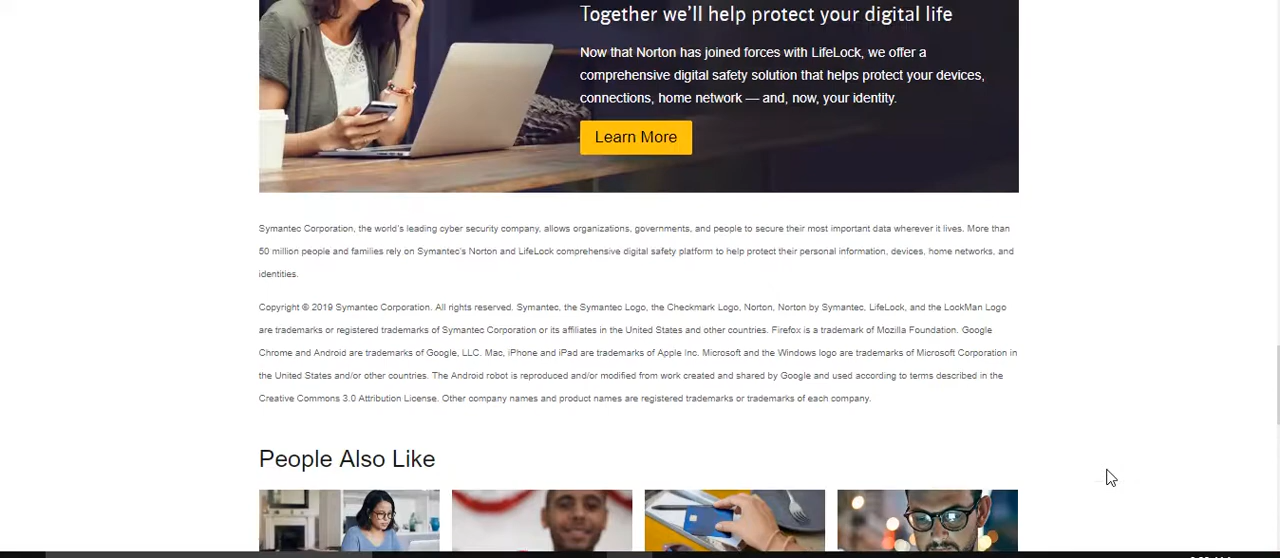 Together we'll help protect your digital life
Now that Norton has joined forces with LifeLock, we offer a
comprehensive digital safety solution that helps protect your devices,
connections, home network — and, now, your identity.
Learn More
Symantec Corporation, the world's leading cyber security company, allows organizations, governments, and people to secure their most important data wherever it lives. More than
50 million people and families rely on Symantec's Norton and LifeLock comprehensive digital safety platform to help protect their personal information, devices, home networks, and
identities.
Copyright © 2019 Symantec Corporation. All rights reserved. Symantec, the Symantec Logo, the Checkmark Logo, Norton, Norton by Symantec, LifeLock, and the LockMan Logo
are trademarks or registered trademarks of Symantec Corporation or its affiliates in the United States and other countries. Firefox is a trademark of Mozilla Foundation. Google
Chrome and Android are trademarks of Google, LLC. Mac, iPhone and iPad are trademarks of Apple Inc. Microsoft and the Windows logo are trademarks of Microsoft Corporation in
the United States and/or other countries. The Android robot is reproduced and/or modified from work created and shared by Google and used according to terms described in the
Creative Commons 3.0 Attribution License. Other company names and product names are registered trademarks or trademarks of each company.
People Also Like